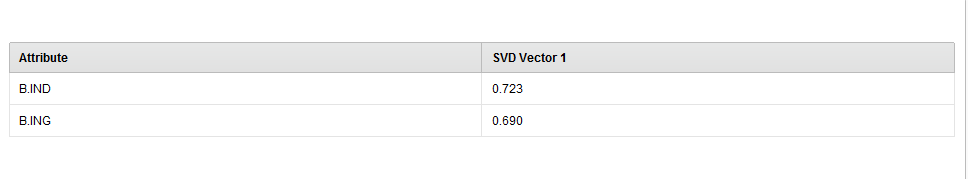 Attribute SVD Vector 1
B.IND 0.723
B.ING 0.690